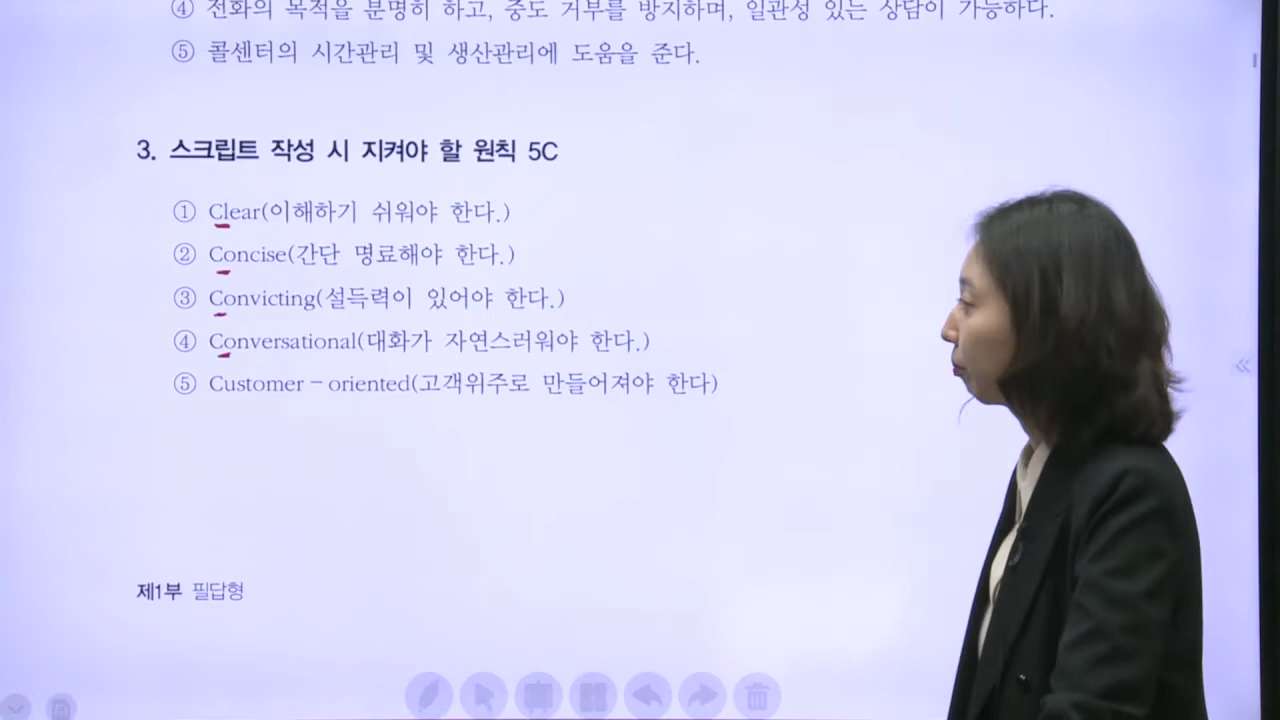 ④ 전화의 목적을 분명히 하고, 중도 거부를 방지하며, 일관성 있는 상담이 가능하다.
⑤ 콜센터의 시간관리 및 생산관리에 도움을 준다.
3. 스크립트 작성 시 지켜야 할 원칙 5C
① Clear(이해하기 쉬워야 한다.)
② Concise(간단 명료해야 한다.)
③ Convicting(설득력이 있어야 한다.)
④ Conversational(대화가 자연스러워야 한다.)
⑤ Customer-oriented(고객위주로 만들어져야 한다)
제1부 필답형